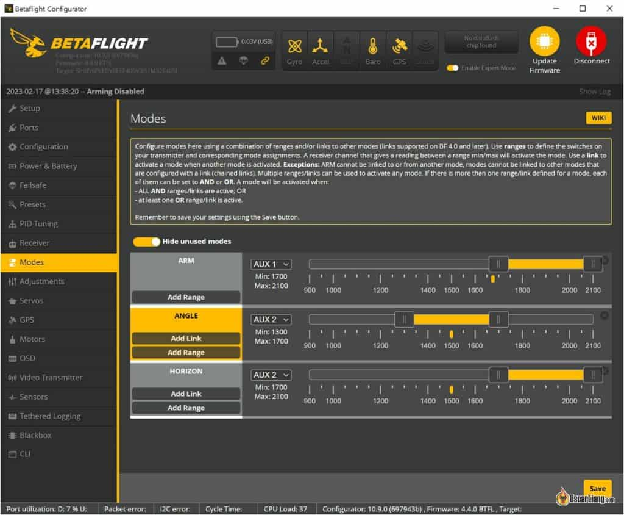 Betaflight Configurator
BETAFLIGHT
0.00V (USB)
Gyro
Accel
Baro
GPS
Enable Expert Mode
Update
Firmware
Disconnect
2023-02-17 @13:38:20 -- Arming Disabled
Show Log
Setup
Ports
Configuration
Power & Battery
Failsafe
Presets
PID Tuning
Receiver
Modes
Adjustments
Servos
GPS
Motors
OSD
Video Transmitter
Sensors
Tethered Logging
Blackbox
CLI
Modes
WIKI
Configure modes here using a combination of ranges and/or links to other modes (links supported on BF 4.0 and later). Use ranges to define the switches on
your transmitter and corresponding mode assignments. A receiver channel that gives a reading between a range min/max will activate the mode. Use a link to
activate a mode when another mode is activated. Exceptions: ARM cannot be linked to or from another mode, modes cannot be linked to other modes that
are configured with a link (chained links). Multiple ranges/links can be used to activate any mode. If there is more than one range/link defined for a mode, each
of them can be set to AND or OR. A mode will be activated when:
- ALL AND ranges/links are active; OR
- at least one OR range/link is active.
Remember to save your settings using the Save button.
Hide unused modes
ARM
Add Range
AUX 1
Min: 1700
Max: 2100
900 1000 1200 1400 1500 1600 1800 2000 2100
ANGLE
Add Link
Add Range
AUX 2
Min: 1300
Max: 1700
900 1000 1200 1400 1500 1600 1800 2000 2100
HORIZON
Add Link
Add Range
AUX 2
Min: 1700
Max: 2100
900 1000 1200 1400 1500 1600 1800 2000 2100
Save
OscarLiang
Port utilization: D: 7% U:
Packet error:
I2C error:
Cycle Time:
CPU Load: 37
Configurator: 10.9.0 (697943b) , Firmware: 4.4.0 BTFL , Target: